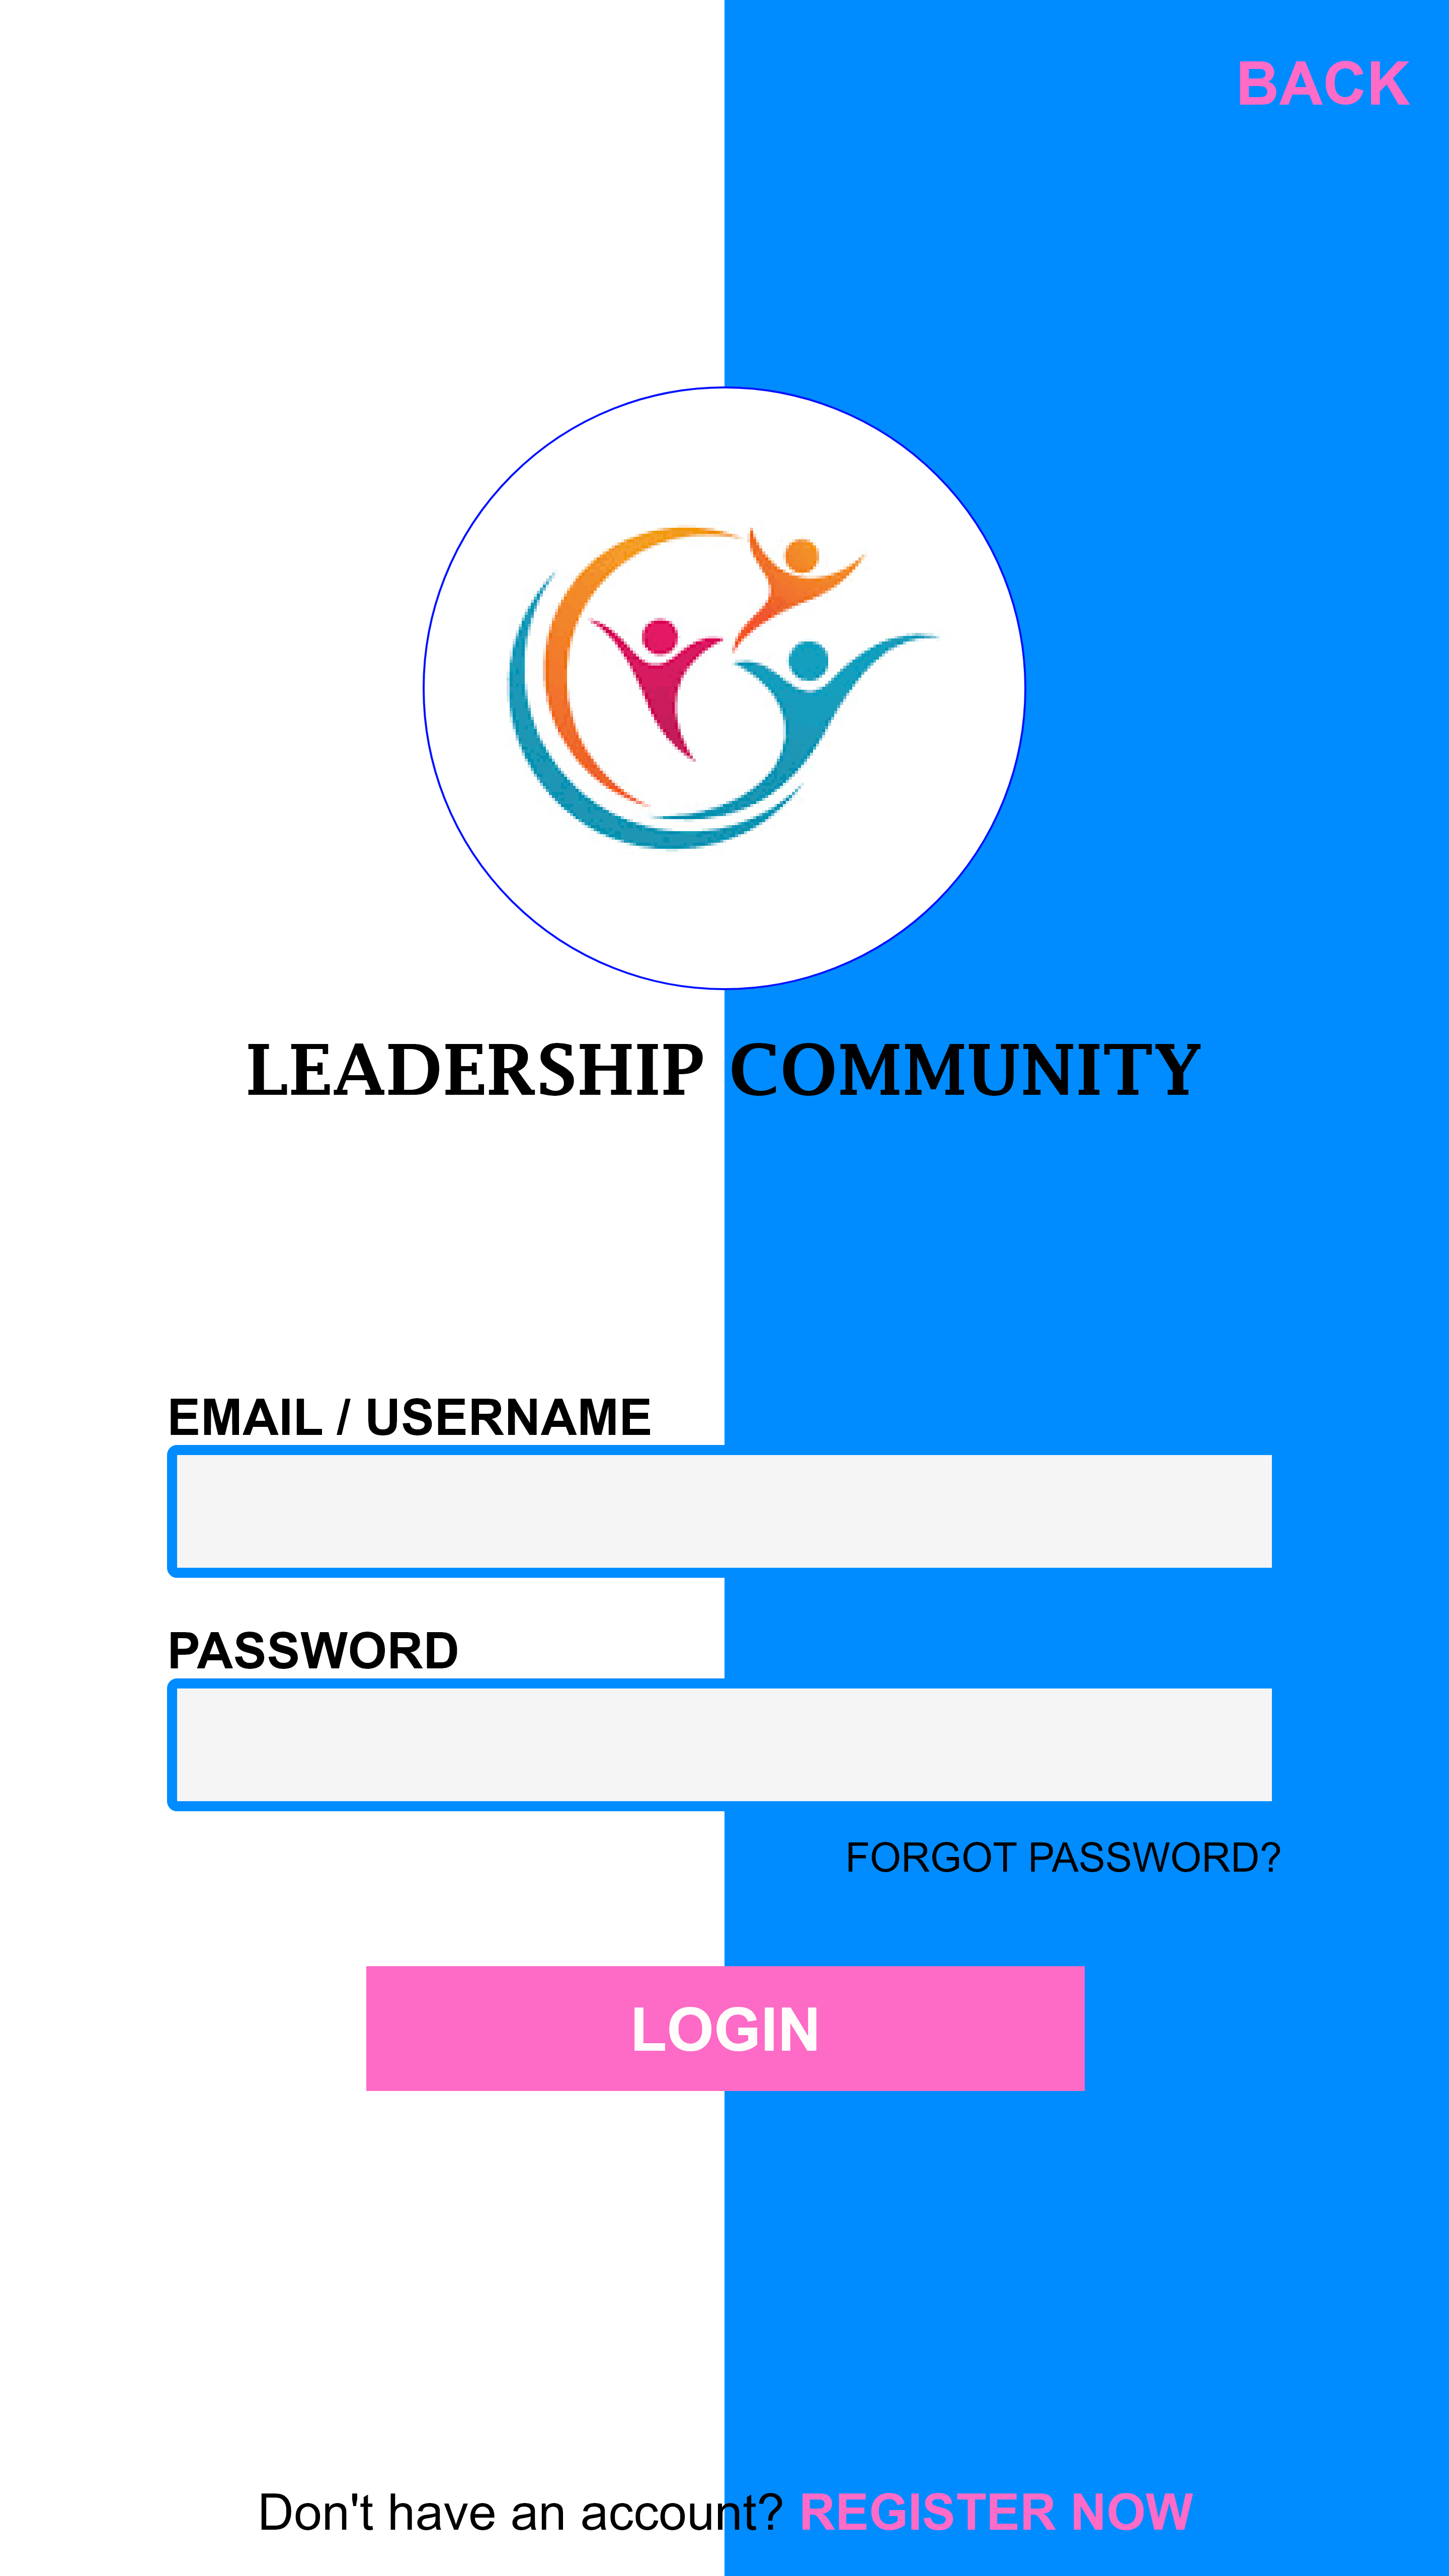 BACK
LEADERSHIP COMMUNITY
EMAIL / USERNAME
PASSWORD
FORGOT PASSWORD?
LOGIN
Don't have an account? REGISTER NOW